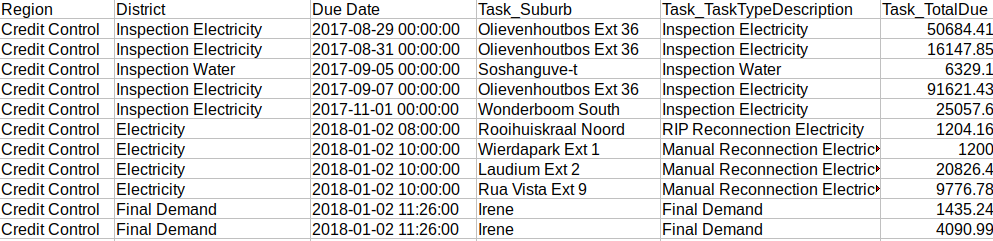 Region District Due Date Task_Suburb Task_TaskTypeDescription Task_TotalDue
Credit Control Inspection Electricity 2017-08-29 00:00:00 Olievenhoutbos Ext 36 Inspection Electricity 50684.41
Credit Control Inspection Electricity 2017-08-31 00:00:00 Olievenhoutbos Ext 36 Inspection Electricity 16147.85
Credit Control Inspection Water 2017-09-05 00:00:00 Soshanguve-t Inspection Water 6329.1
Credit Control Inspection Electricity 2017-09-07 00:00:00 Olievenhoutbos Ext 36 Inspection Electricity 91621.43
Credit Control Inspection Electricity 2017-11-01 00:00:00 Wonderboom South Inspection Electricity 25057.6
Credit Control Electricity 2018-01-02 08:00:00 Rooihuiskraal Noord RIP Reconnection Electricity 1204.16
Credit Control Electricity 2018-01-02 10:00:00 Wierdapark Ext 1 Manual Reconnection Electric 1200
Credit Control Electricity 2018-01-02 10:00:00 Laudium Ext 2 Manual Reconnection Electric 20826.4
Credit Control Electricity 2018-01-02 10:00:00 Rua Vista Ext 9 Manual Reconnection Electric 9776.78
Credit Control Final Demand 2018-01-02 11:26:00 Irene Final Demand 1435.24
Credit Control Final Demand 2018-01-02 11:26:00 Irene Final Demand 4090.99